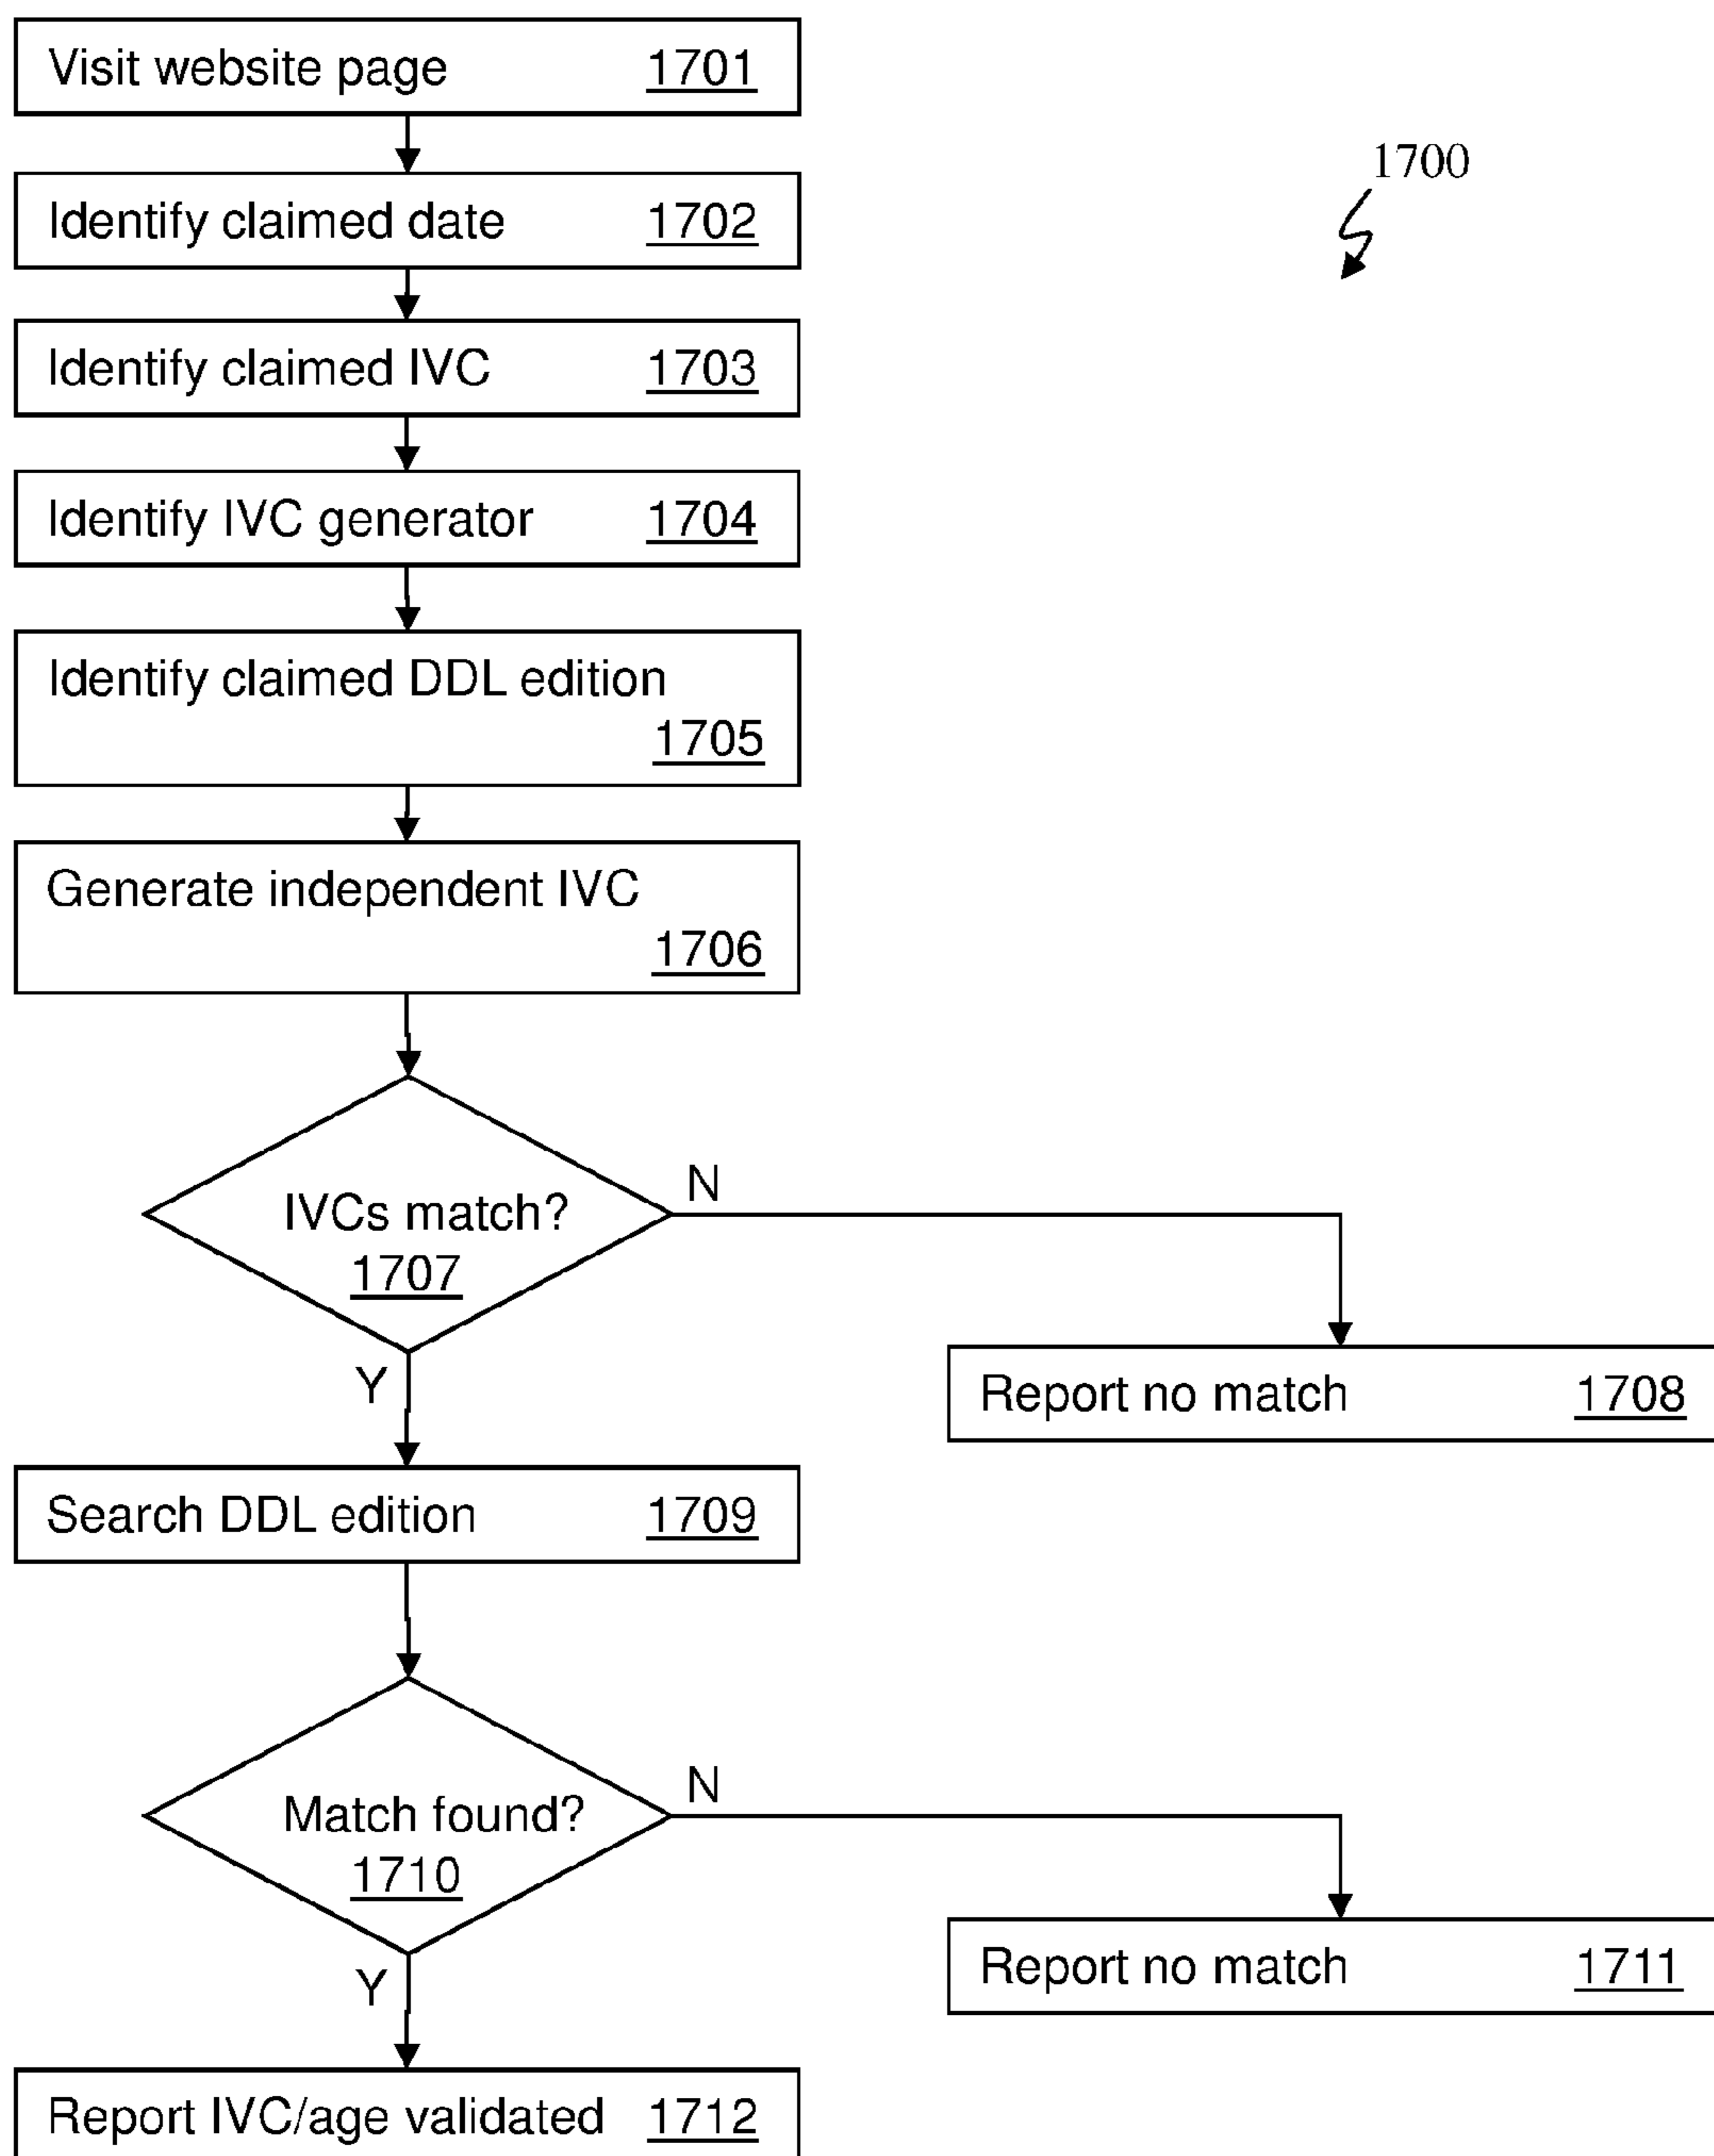 Visit website page 1701
1700
Identify claimed date 1702
Identify claimed IVC 1703
Identify IVC generator 1704
Identify claimed DDL edition
1705
Generate independent IVC
1706
N
IVCs match?
1707
Y
Report no match 1708
Search DDL edition 1709
N
Match found?
1710
Y
Report no match 1711
Report IVC/age validated 1712